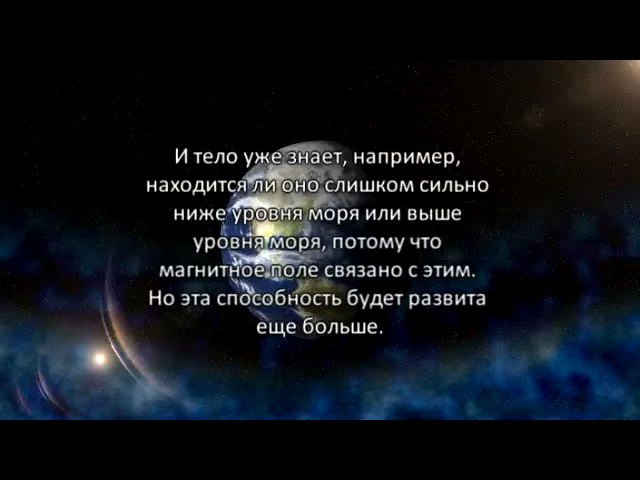 И тело уже знает, например,
находится ли оно слишком сильно
ниже уровня моря или выше
уровня моря, потому что
магнитное поле связано с этим.
Но эта способность будет развита
еще больше.